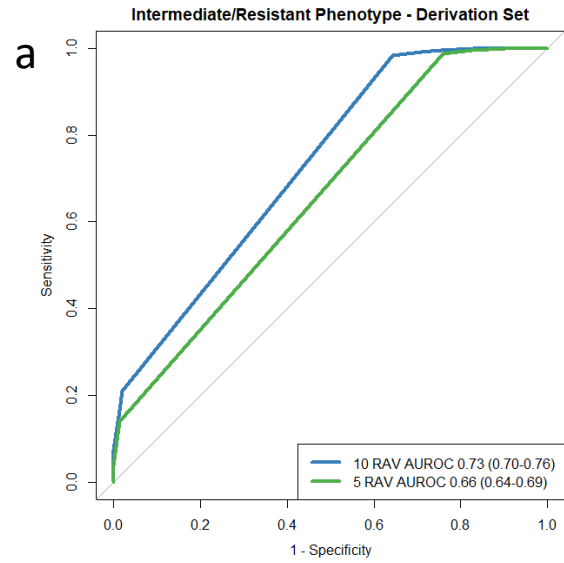 Intermediate/Resistant Phenotype - Derivation Set
a
1.0
0.8
0.6
0.4
0.2
0.0
Sensitivity
10 RAV AUROC 0.73 (0.70-0.76)
5 RAV AUROC 0.66 (0.64-0.69)
0.0 0.2 0.4 0.6 0.8 1.0
1 - Specificity